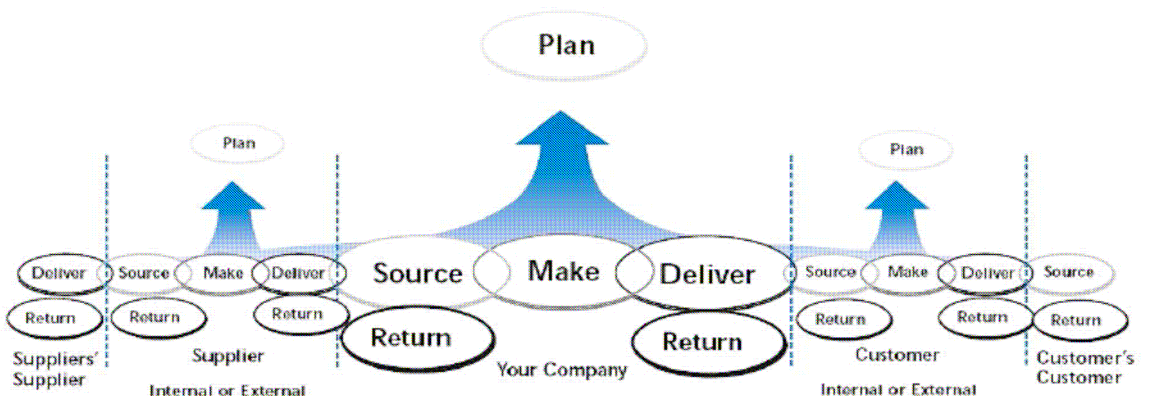 Plan
Plan
Plan
Deliver Source Make Deliver Source Make Deliver Source Make Deliver Source
Return Return Return Return Return Return Return Return
Suppliers'
Supplier
Supplier
Internal or External
Your Company
Customer
Internal or External
Customer's
Customer